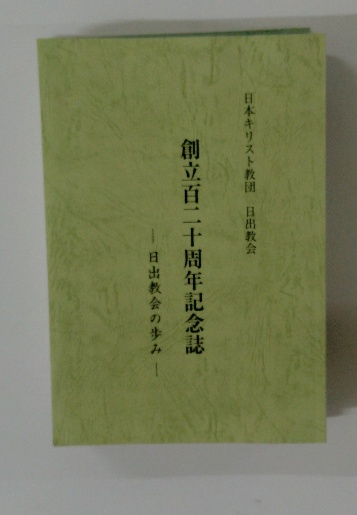 日本キリスト教団 日出教会
創立百二十周年記念誌
―日出教会の歩み―